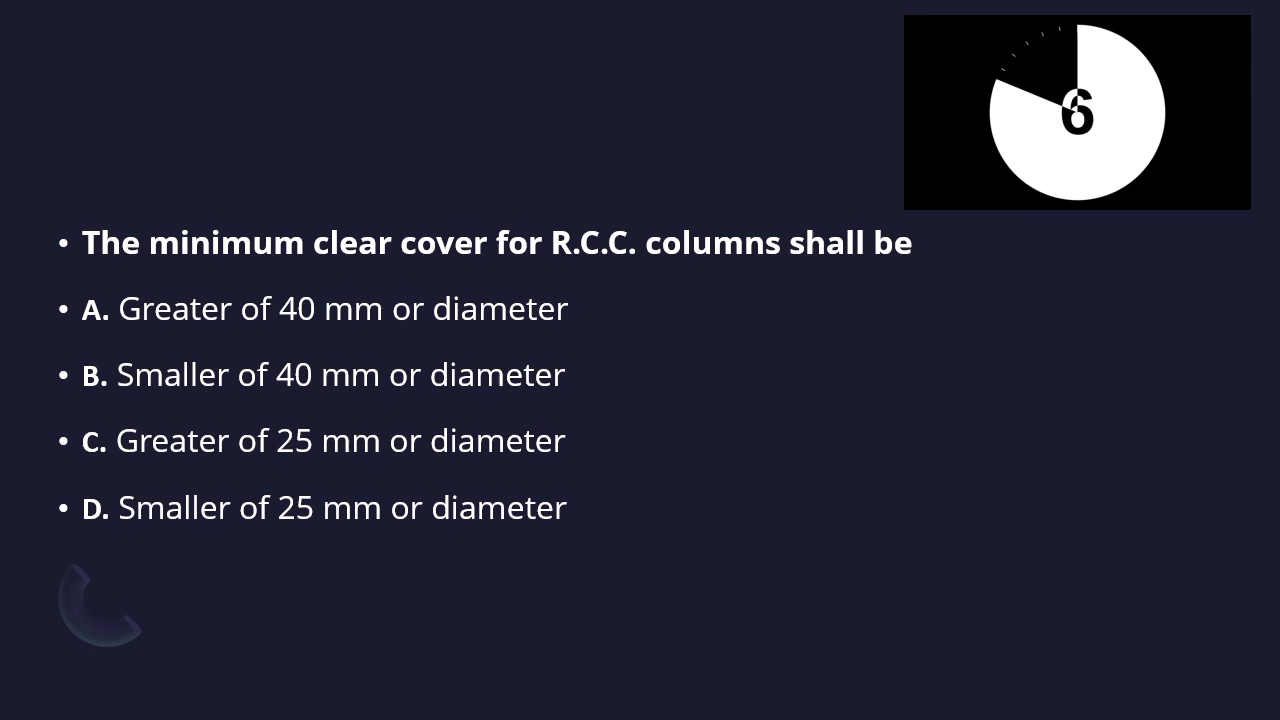 6
• The minimum clear cover for R.C.C. columns shall be
• A. Greater of 40 mm or diameter
• B. Smaller of 40 mm or diameter
• C. Greater of 25 mm or diameter
• D. Smaller of 25 mm or diameter